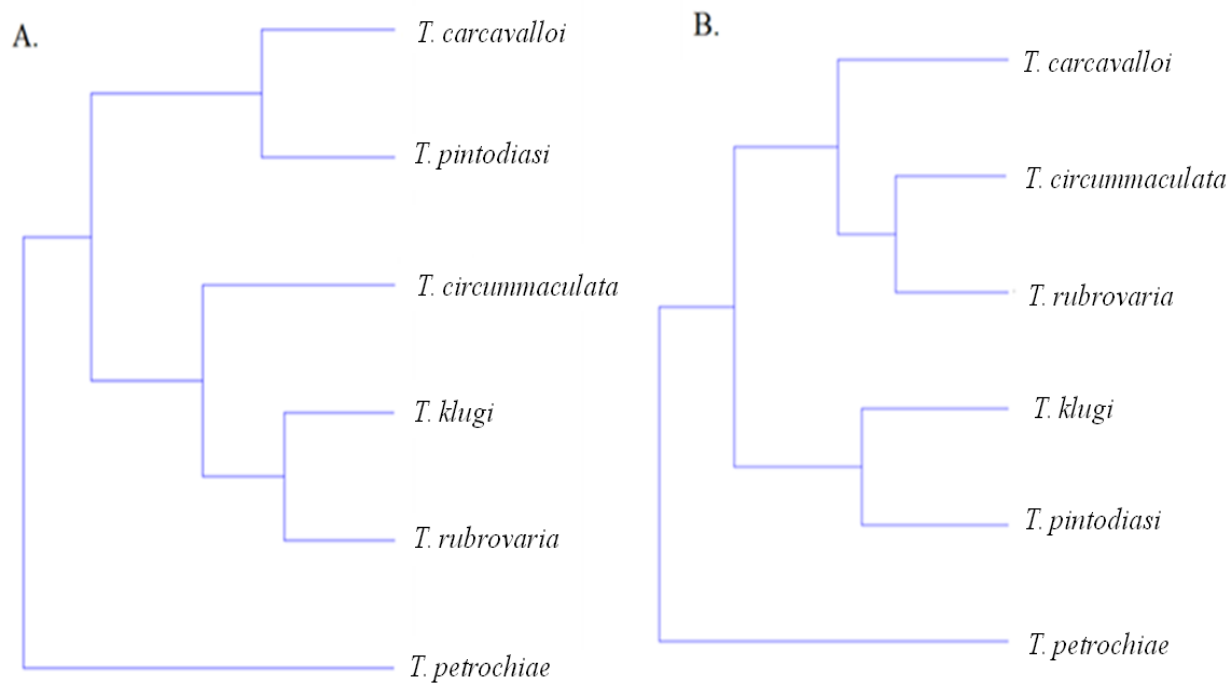 A.
T. carcavalloi
T. pintodiasi
T. circummaculata
T. klugi
T. rubrovaria
T. petrochiae
B.
T. carcavalloi
T. circummaculata
T. rubrovaria
T. klugi
T. pintodiasi
T. petrochiae